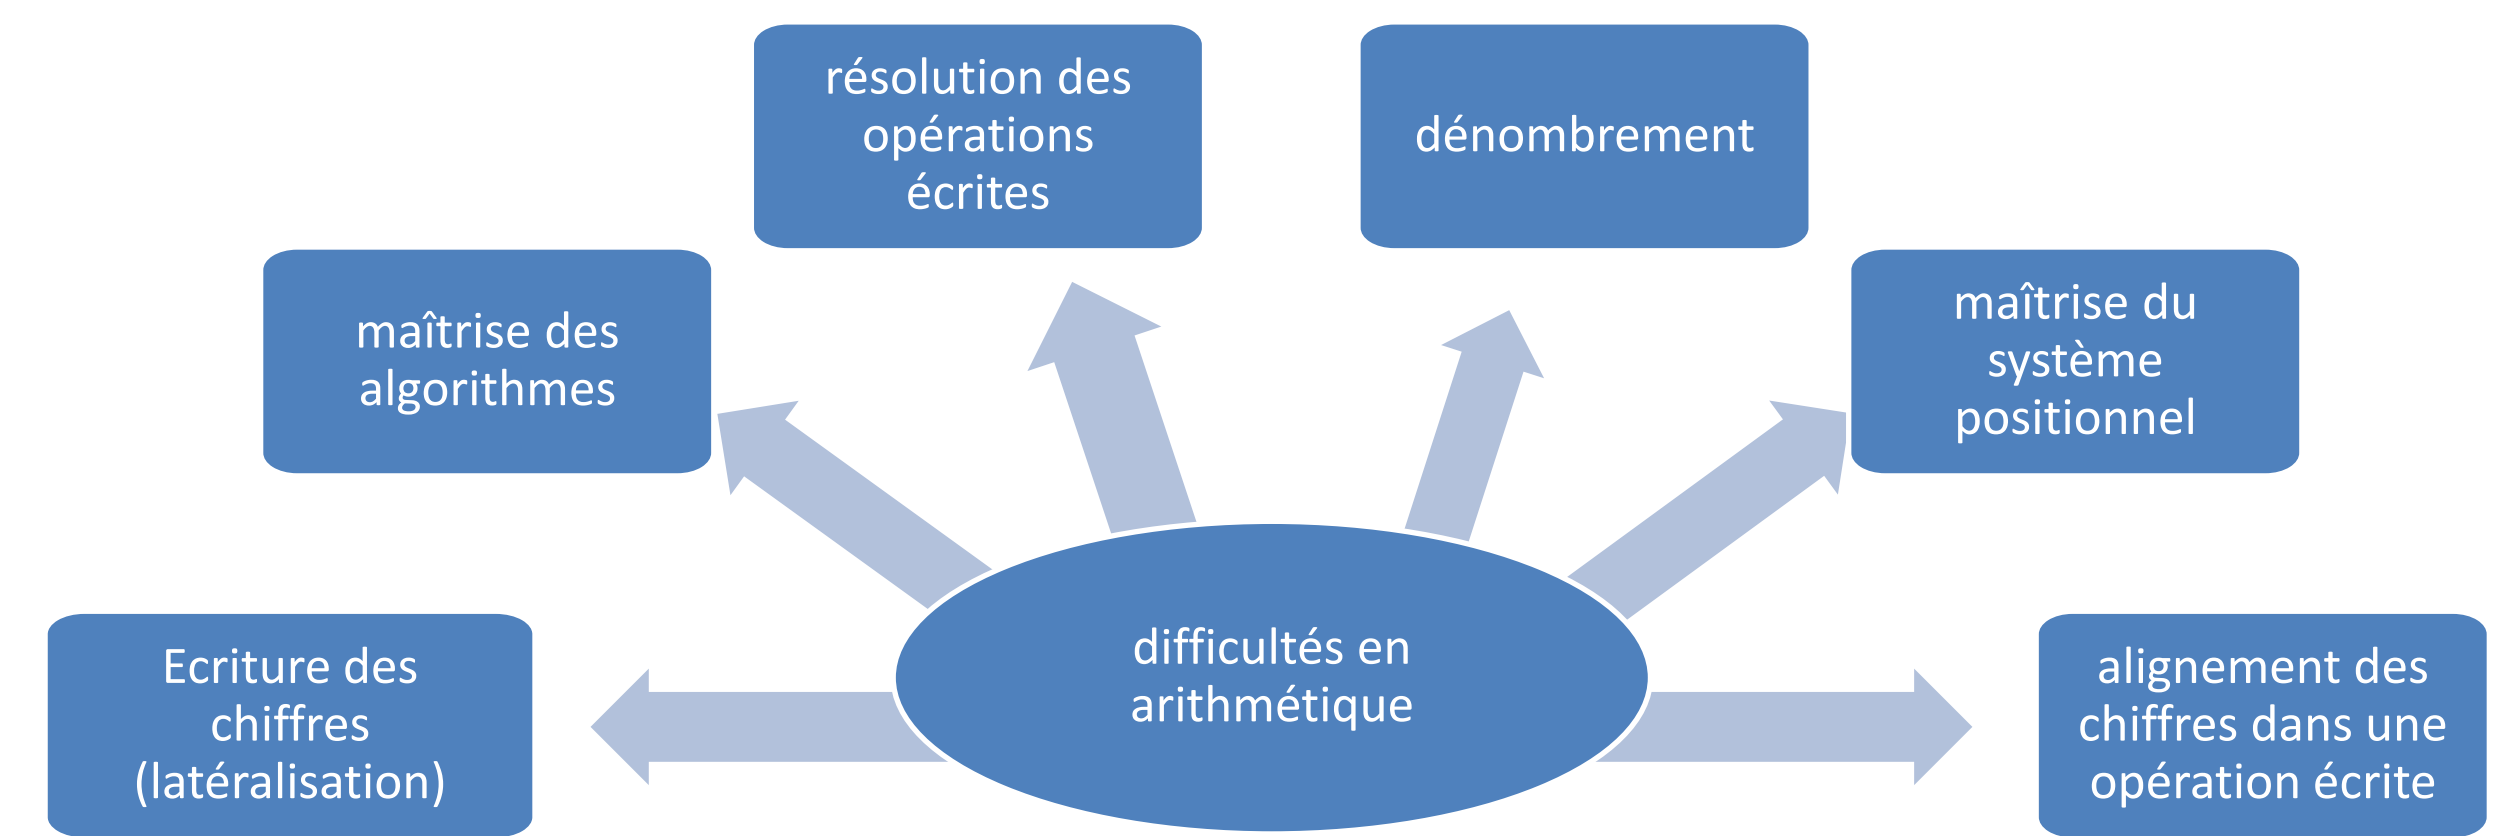 résolution des
opérations
écrites
dénombrement
maîtrise des
algorithmes
maîtrise du
système
positionnel
Ecriture des
chiffres
(latéralisation)
difficultés en
arithmétique
alignement des
chiffres dans une
opération écrite